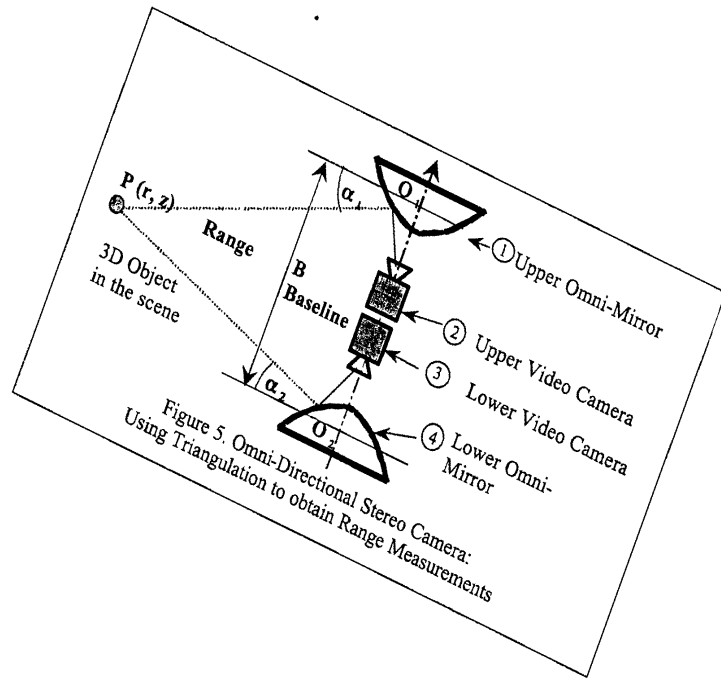 P (r, z)
3D Object
in the scene
Range
α₁
B
Baseline
α₂
O₁
O₂
① Upper Omni-Mirror
② Upper Video Camera
③ Lower Video Camera
④ Lower Omni-
Mirror
Figure 5. Omni-Directional Stereo Camera:
Using Triangulation to obtain Range Measurements